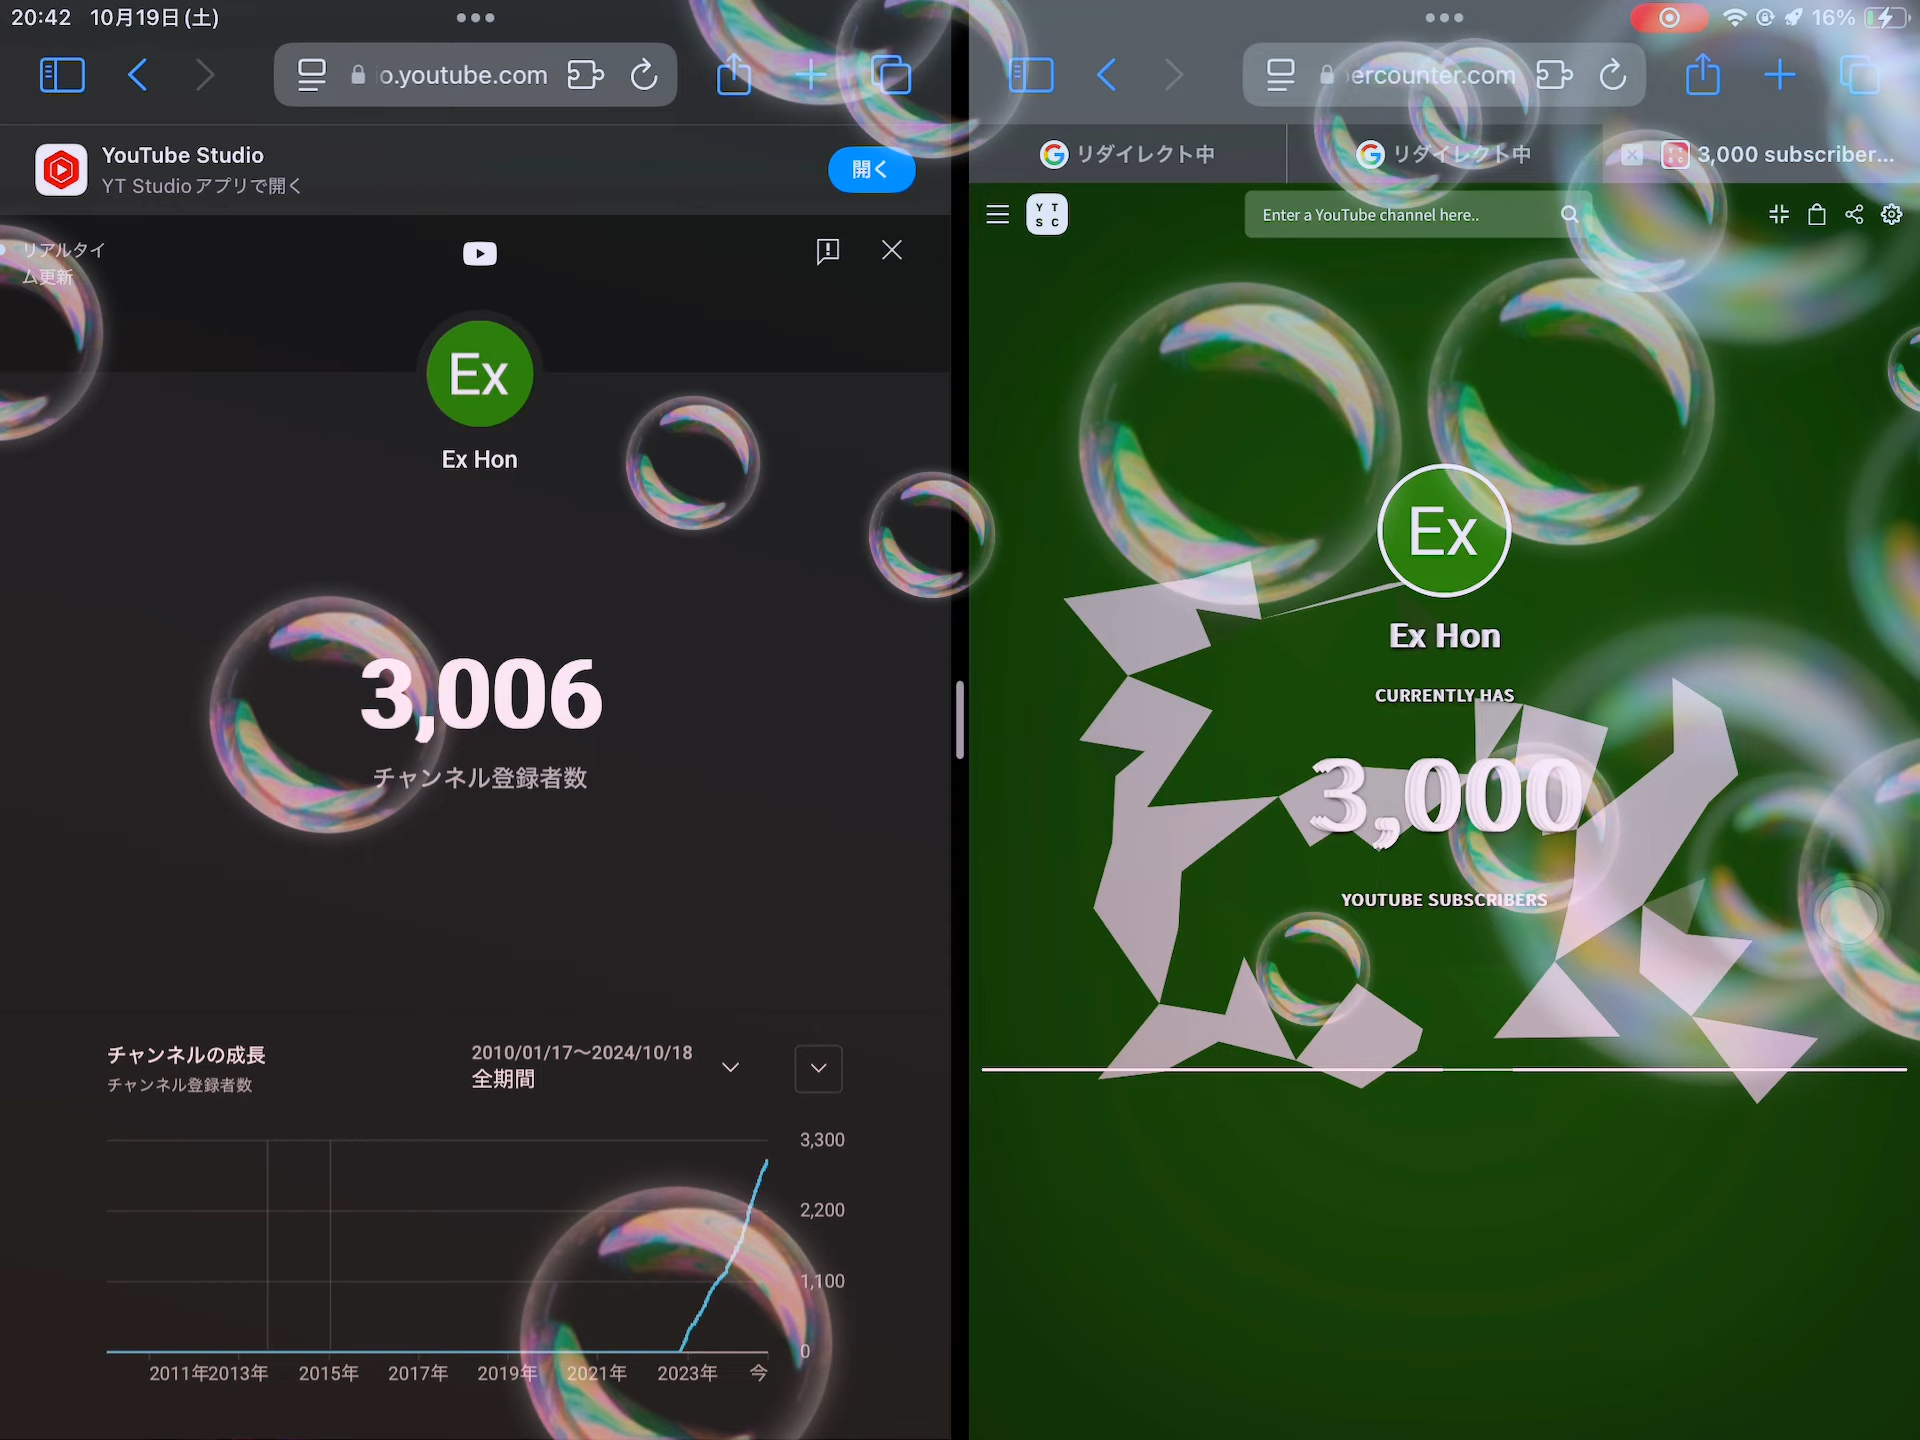 20:42 10月19日(土)
16%
o.youtube.com
ercounter.com
YouTube Studio
YT Studioアプリで開く
開く
リダイレクト中
リダイレクト中
3,000 subscriber...
リアルタイ
ム更新
Y T
S C
Enter a YouTube channel here..
Ex
Ex Hon
3,006
チャンネル登録者数
Ex
Ex Hon
CURRENTLY HAS
3,000
YOUTUBE SUBSCRIBERS
チャンネルの成長
チャンネル登録者数
2010/01/17～2024/10/18
全期間
3,300
2,200
1,100
0
2011年2013年 2015年 2017年 2019年 2021年 2023年 今